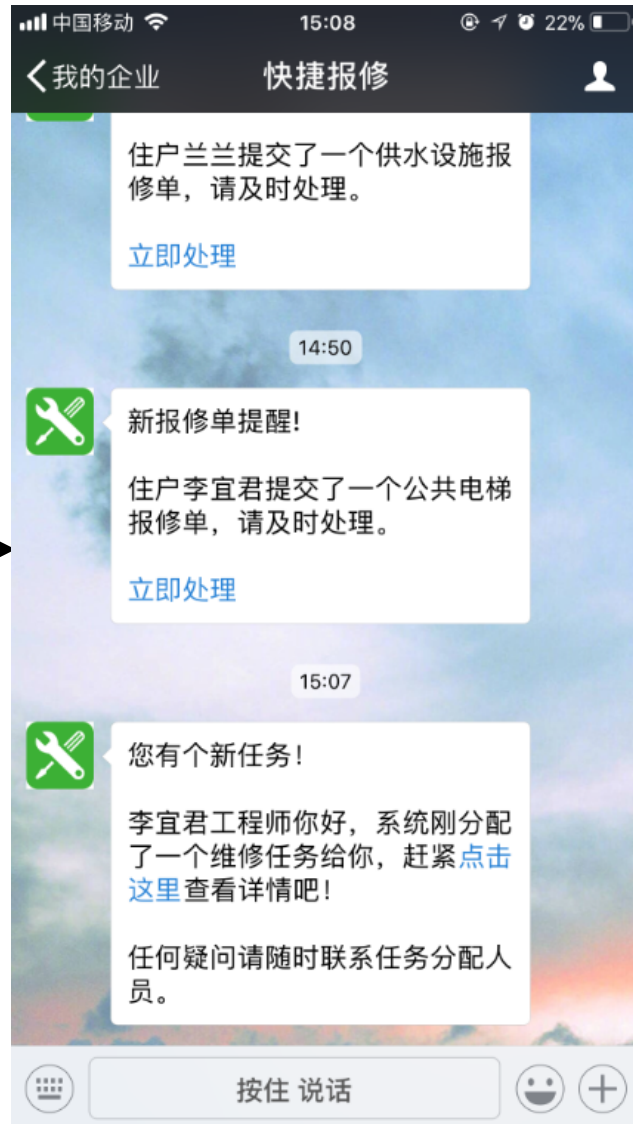 中国移动 15:08 22%
我的企业 快捷报修
住户兰兰提交了一个供水设施报
修单，请及时处理。
立即处理
14:50
新报修单提醒!
住户李宜君提交了一个公共电梯
报修单，请及时处理。
立即处理
15:07
您有个新任务!
李宜君工程师你好，系统刚分配
了一个维修任务给你，赶紧点击
这里查看详情吧!
任何疑问请随时联系任务分配人
员。
按住 说话